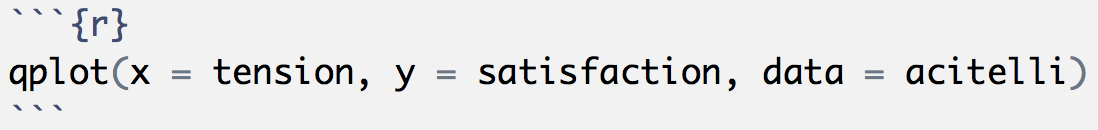 ```{r}
qplot(x = tension, y = satisfaction, data = acitelli)
```